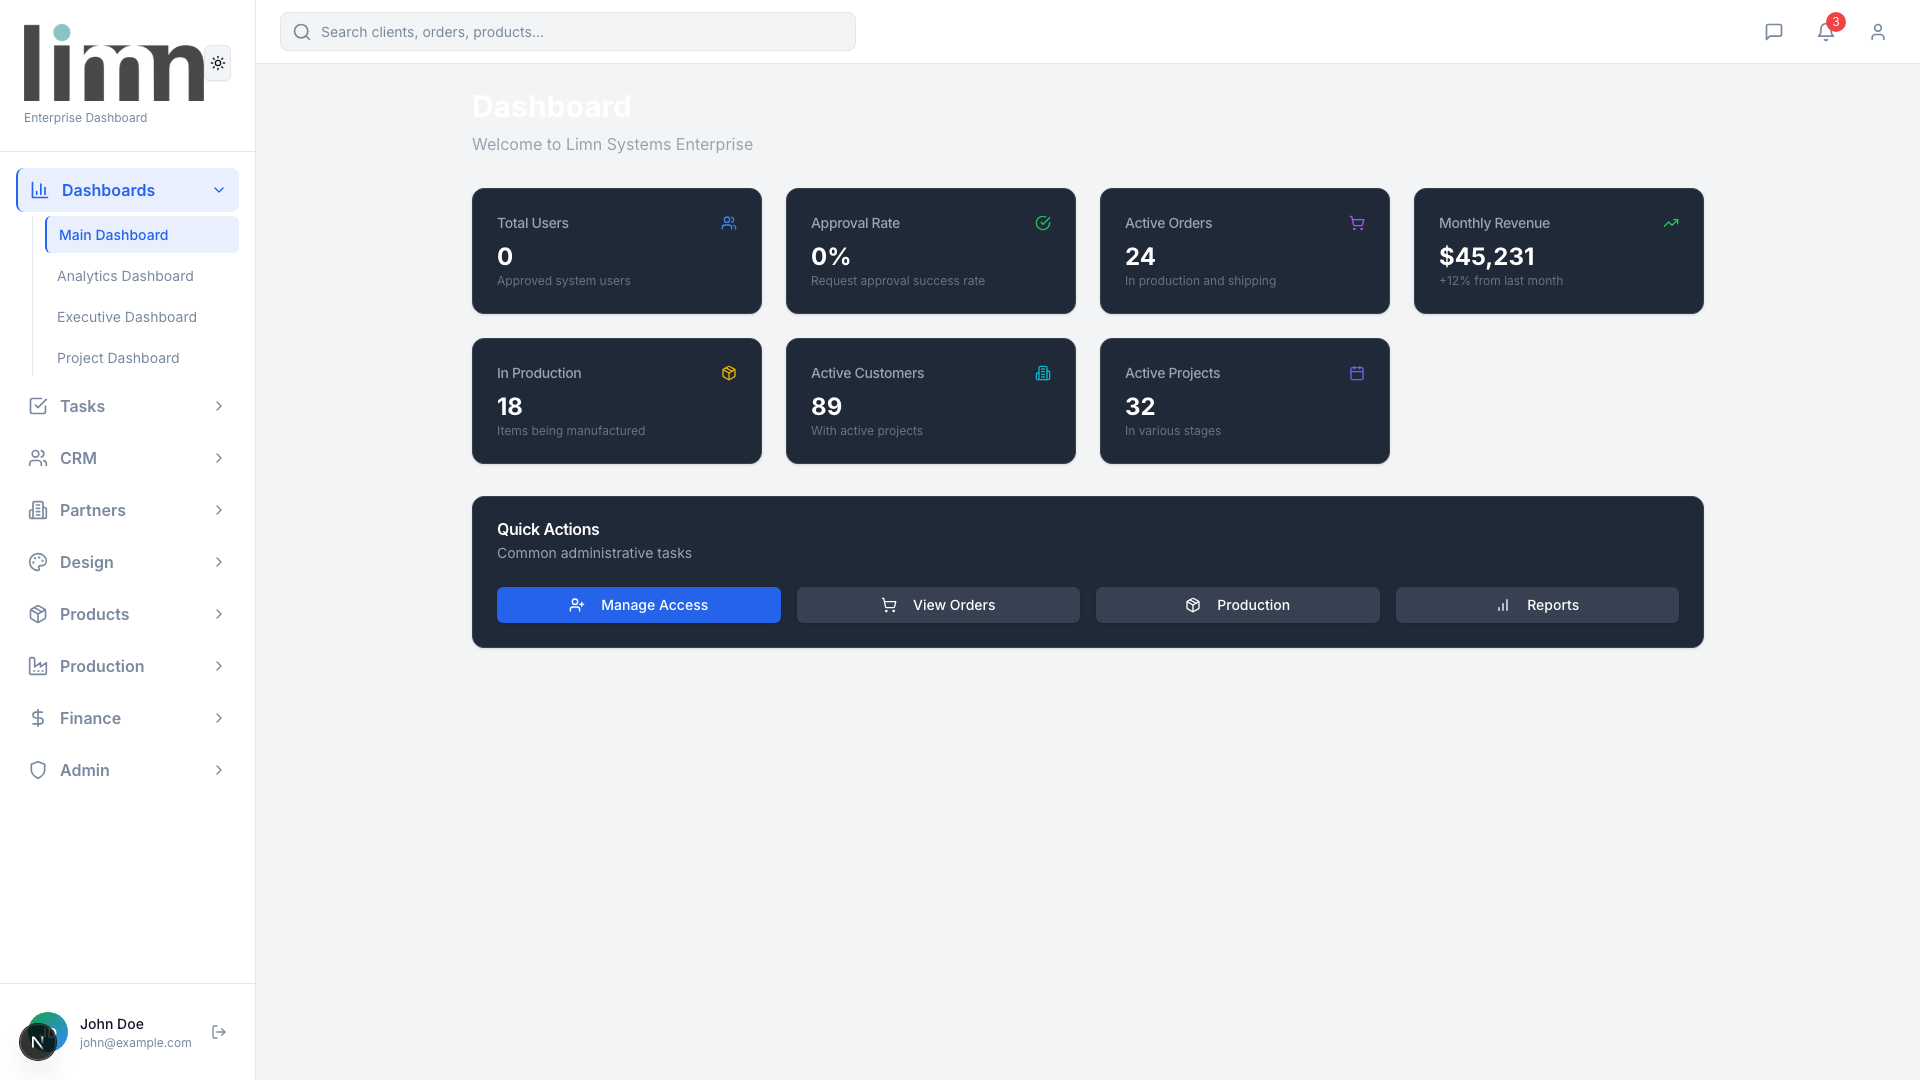 limn
Enterprise Dashboard
Search clients, orders, products...
3
Dashboards
Main Dashboard
Analytics Dashboard
Executive Dashboard
Project Dashboard
Tasks
CRM
Partners
Design
Products
Production
Finance
Admin
John Doe
john@example.com
N
Dashboard
Welcome to Limn Systems Enterprise
Total Users
0
Approved system users
Approval Rate
0%
Request approval success rate
Active Orders
24
In production and shipping
Monthly Revenue
$45,231
+12% from last month
In Production
18
Items being manufactured
Active Customers
89
With active projects
Active Projects
32
In various stages
Quick Actions
Common administrative tasks
Manage Access
View Orders
Production
Reports